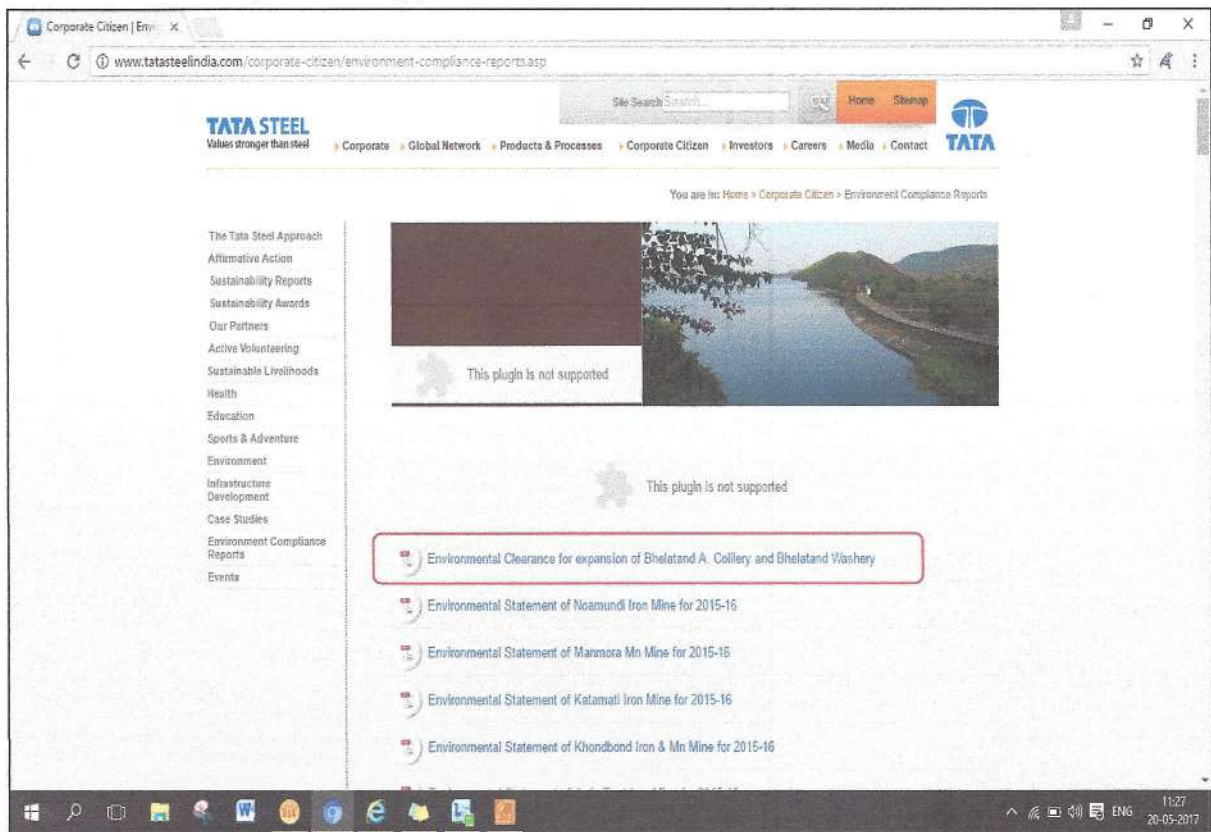 Corporate Citizen | Envi
www.tatasteelindia.com/corporate-citizen/environment-compliance-reports.asp
Site Search Search...
Home Sitemap
TATA STEEL
Values stronger than steel
Corporate Global Network Products & Processes Corporate Citizen Investors Careers Media Contact
TATA
You are in: Home > Corporate Citizen > Environment Compliance Reports
The Tata Steel Approach
Affirmative Action
Sustainability Reports
Sustainability Awards
Our Partners
Active Volunteering
Sustainable Livelihoods
Health
Education
Sports & Adventure
Environment
Infrastructure
Development
Case Studies
Environment Compliance
Reports
Events
This plugin is not supported
This plugin is not supported
Environmental Clearance for expansion of Bhelatand A. Colliery and Bhelatand Washery
Environmental Statement of Noamundi Iron Mine for 2015-16
Environmental Statement of Manmora Mn Mine for 2015-16
Environmental Statement of Katamati Iron Mine for 2015-16
Environmental Statement of Khondbond Iron & Mn Mine for 2015-16
ENG
11:27
20-05-2017